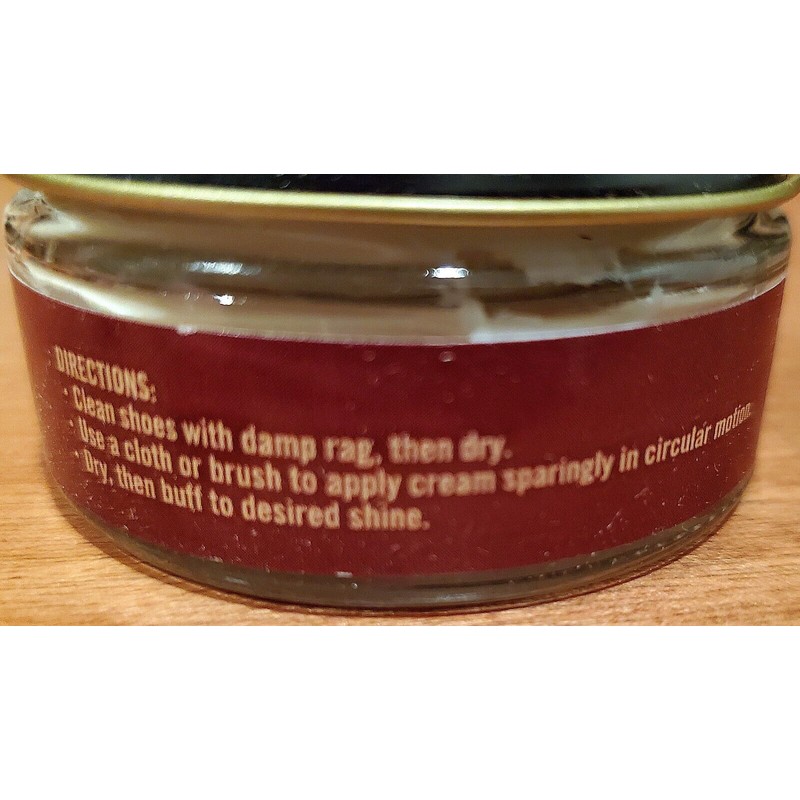 DIRECTIONS:
· Clean shoes with damp rag, then dry.
· Use a cloth or brush to apply cream sparingly in circular motion.
· Dry, then buff to desired shine.